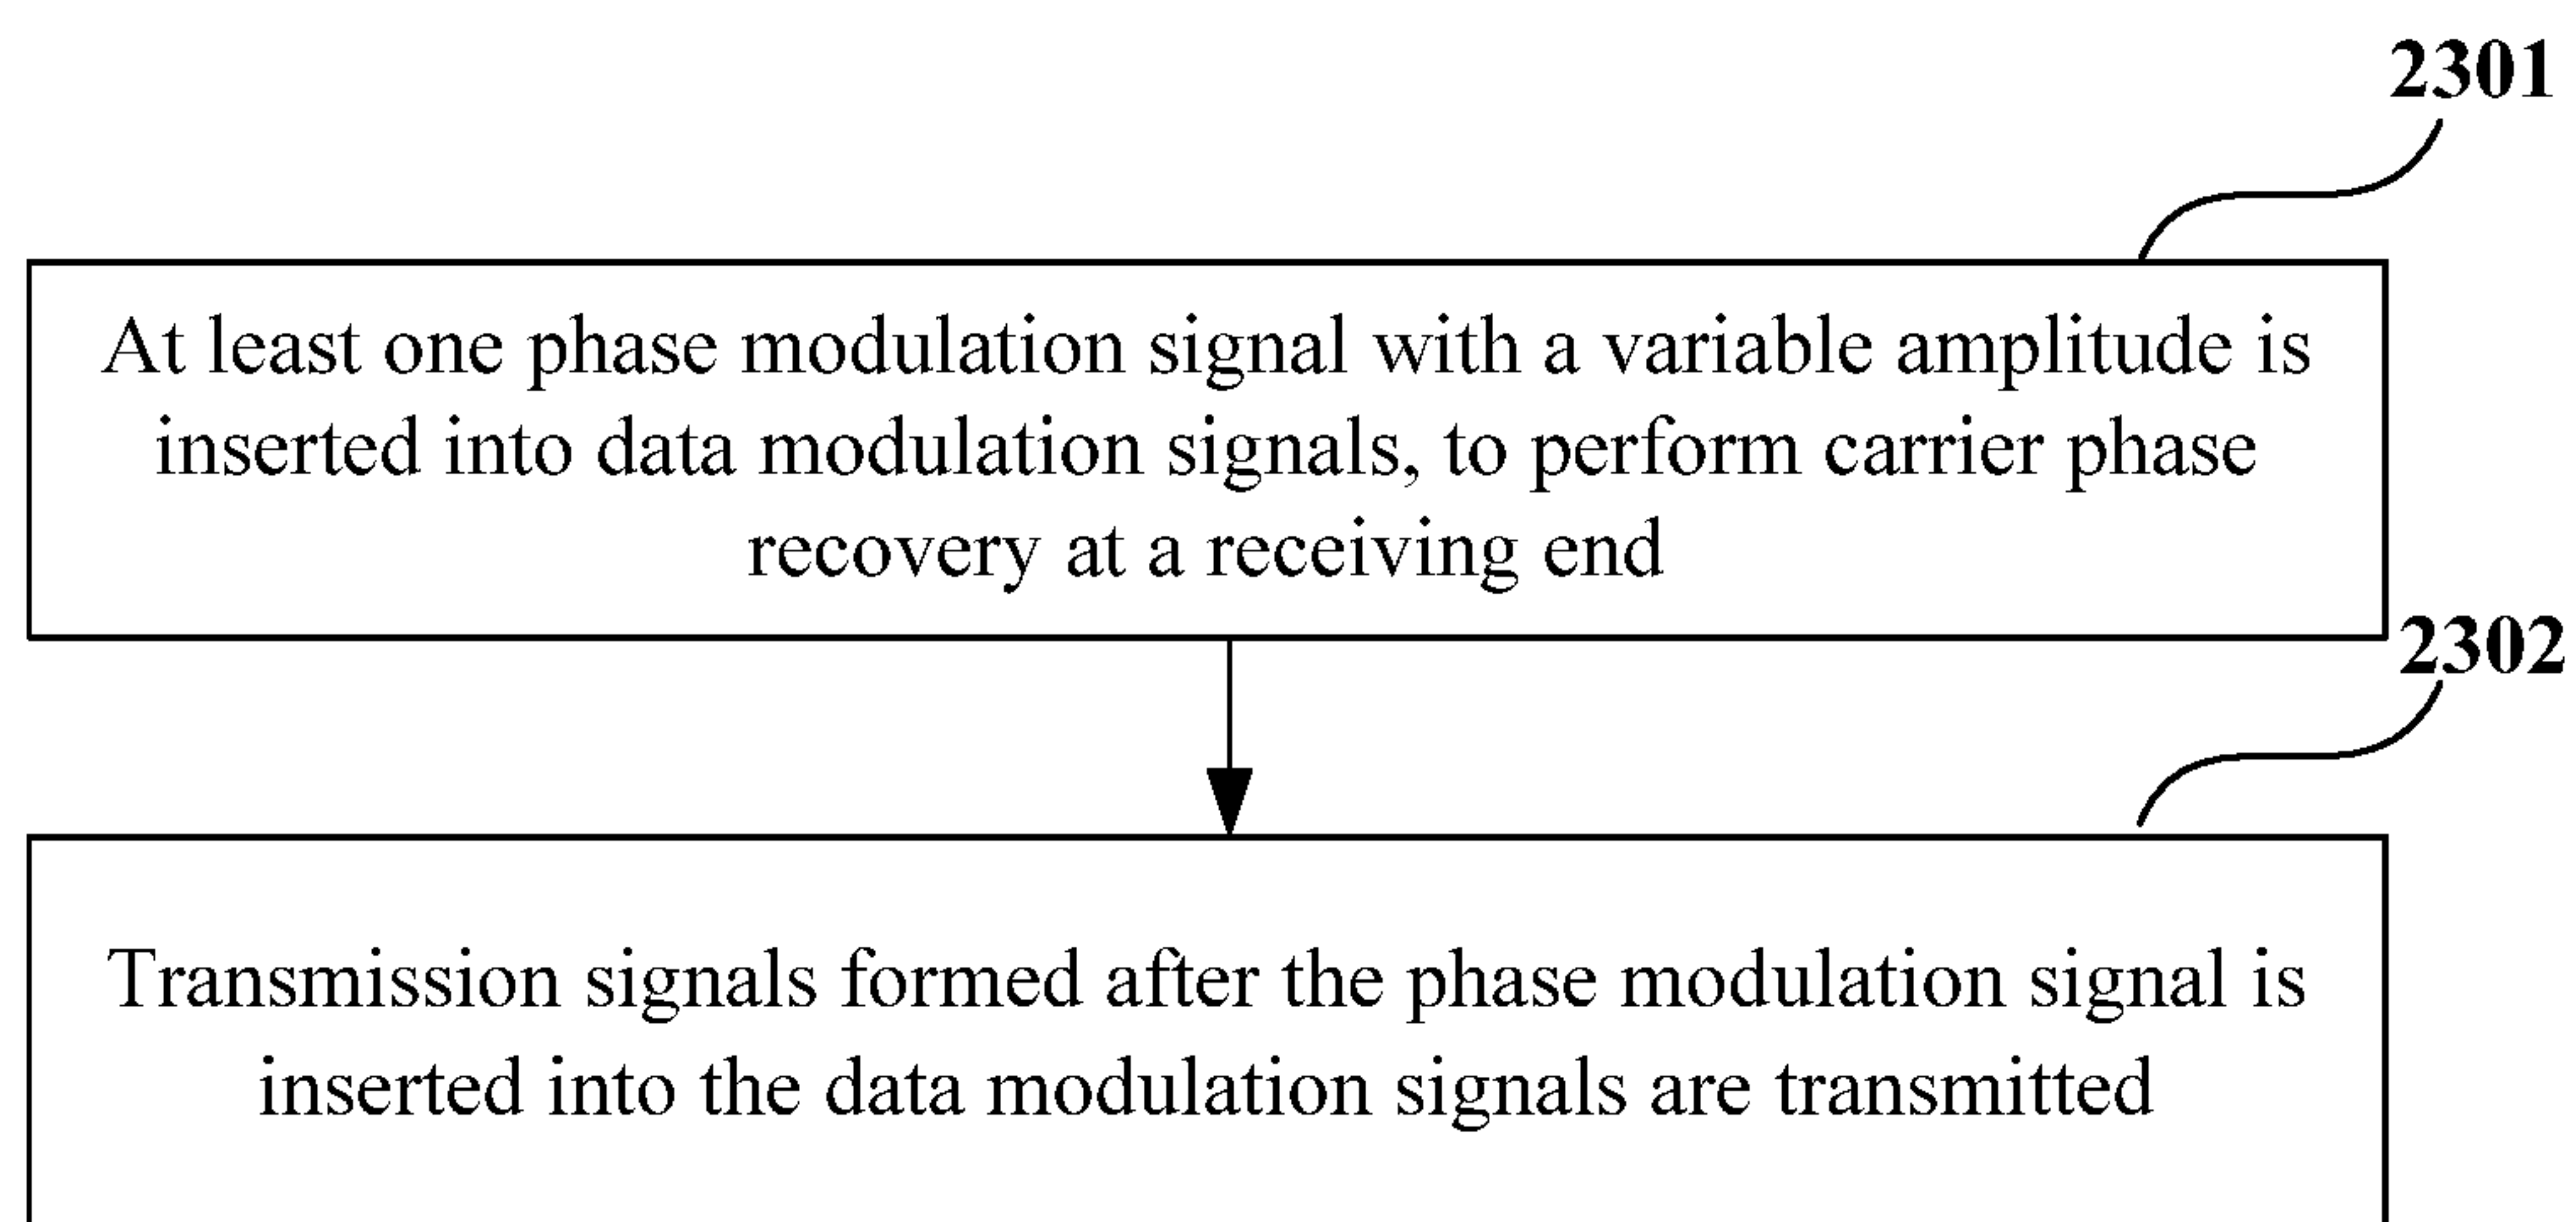 2301
At least one phase modulation signal with a variable amplitude is
inserted into data modulation signals, to perform carrier phase
recovery at a receiving end
2302
Transmission signals formed after the phase modulation signal is
inserted into the data modulation signals are transmitted